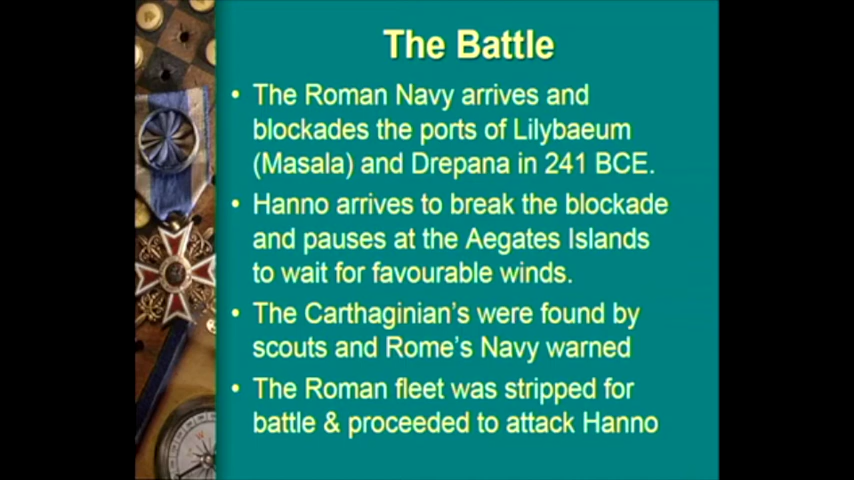 The Battle
• The Roman Navy arrives and
blockades the ports of Lilybaeum
(Masala) and Drepana in 241 BCE.
• Hanno arrives to break the blockade
and pauses at the Aegates Islands
to wait for favourable winds.
• The Carthaginian's were found by
scouts and Rome's Navy warned
• The Roman fleet was stripped for
battle & proceeded to attack Hanno